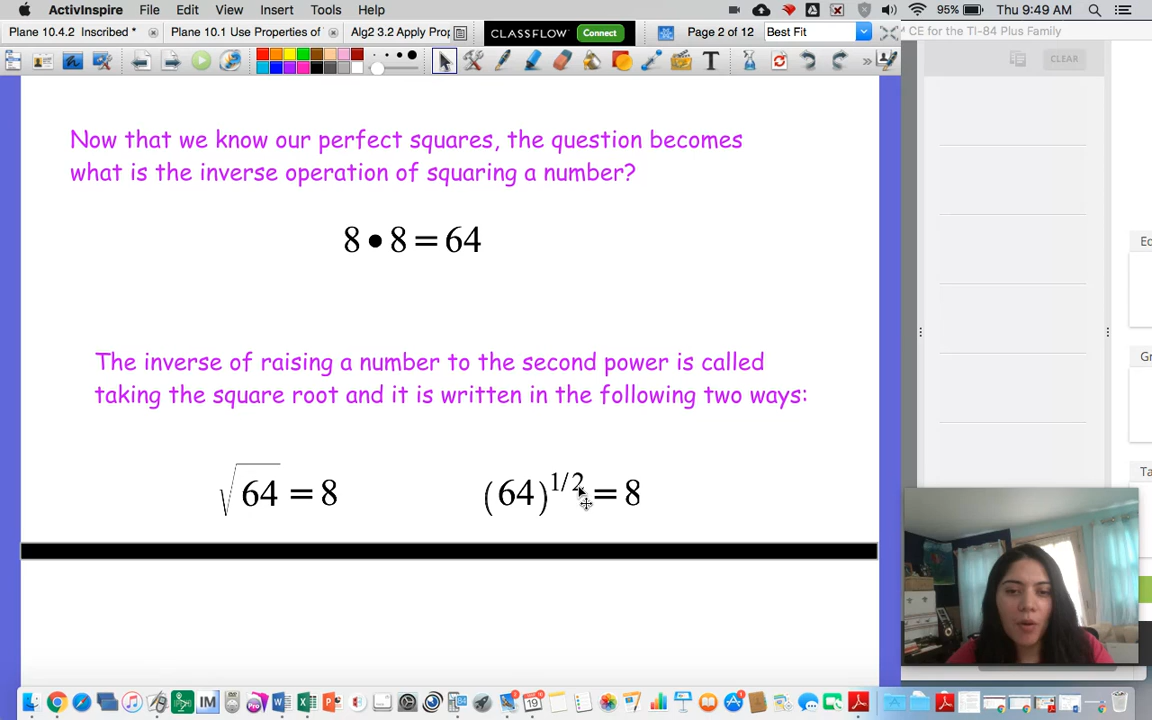 ActivInspire File Edit View Insert Tools Help 95% Thu 9:49 AM
Plane 10.4.2 Inscribed * Plane 10.1 Use Properties of Alg2 3.2 Apply Prop CLASSFLOW Connect Page 2 of 12 Best Fit
CE for the TI-84 Plus Family
CLEAR
Now that we know our perfect squares, the question becomes
what is the inverse operation of squaring a number?
8 • 8 = 64
The inverse of raising a number to the second power is called
taking the square root and it is written in the following two ways:
√64 = 8 (64)^1/2 = 8
Ec
Gr
Ta
IM
19